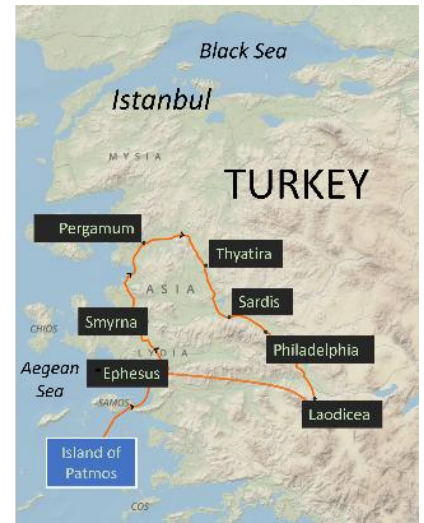 Black Sea
Istanbul
MYSIA
TURKEY
Pergamum
Thyatira
ASIA
Sardis
CHIOS
Smyrna
LYDIA
Philadelphia
Aegean
Sea
Ephesus
SAMOS
Laodicea
Island of
Patmos
COS